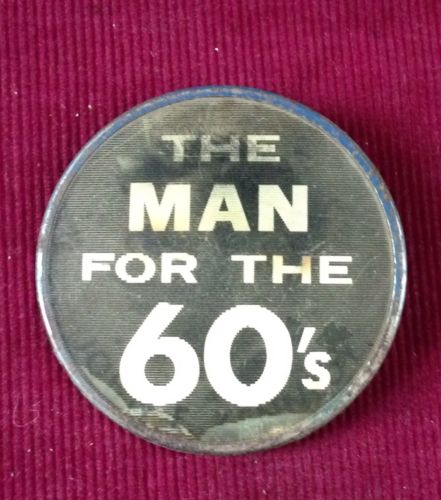 THE
MAN
FOR THE
60's